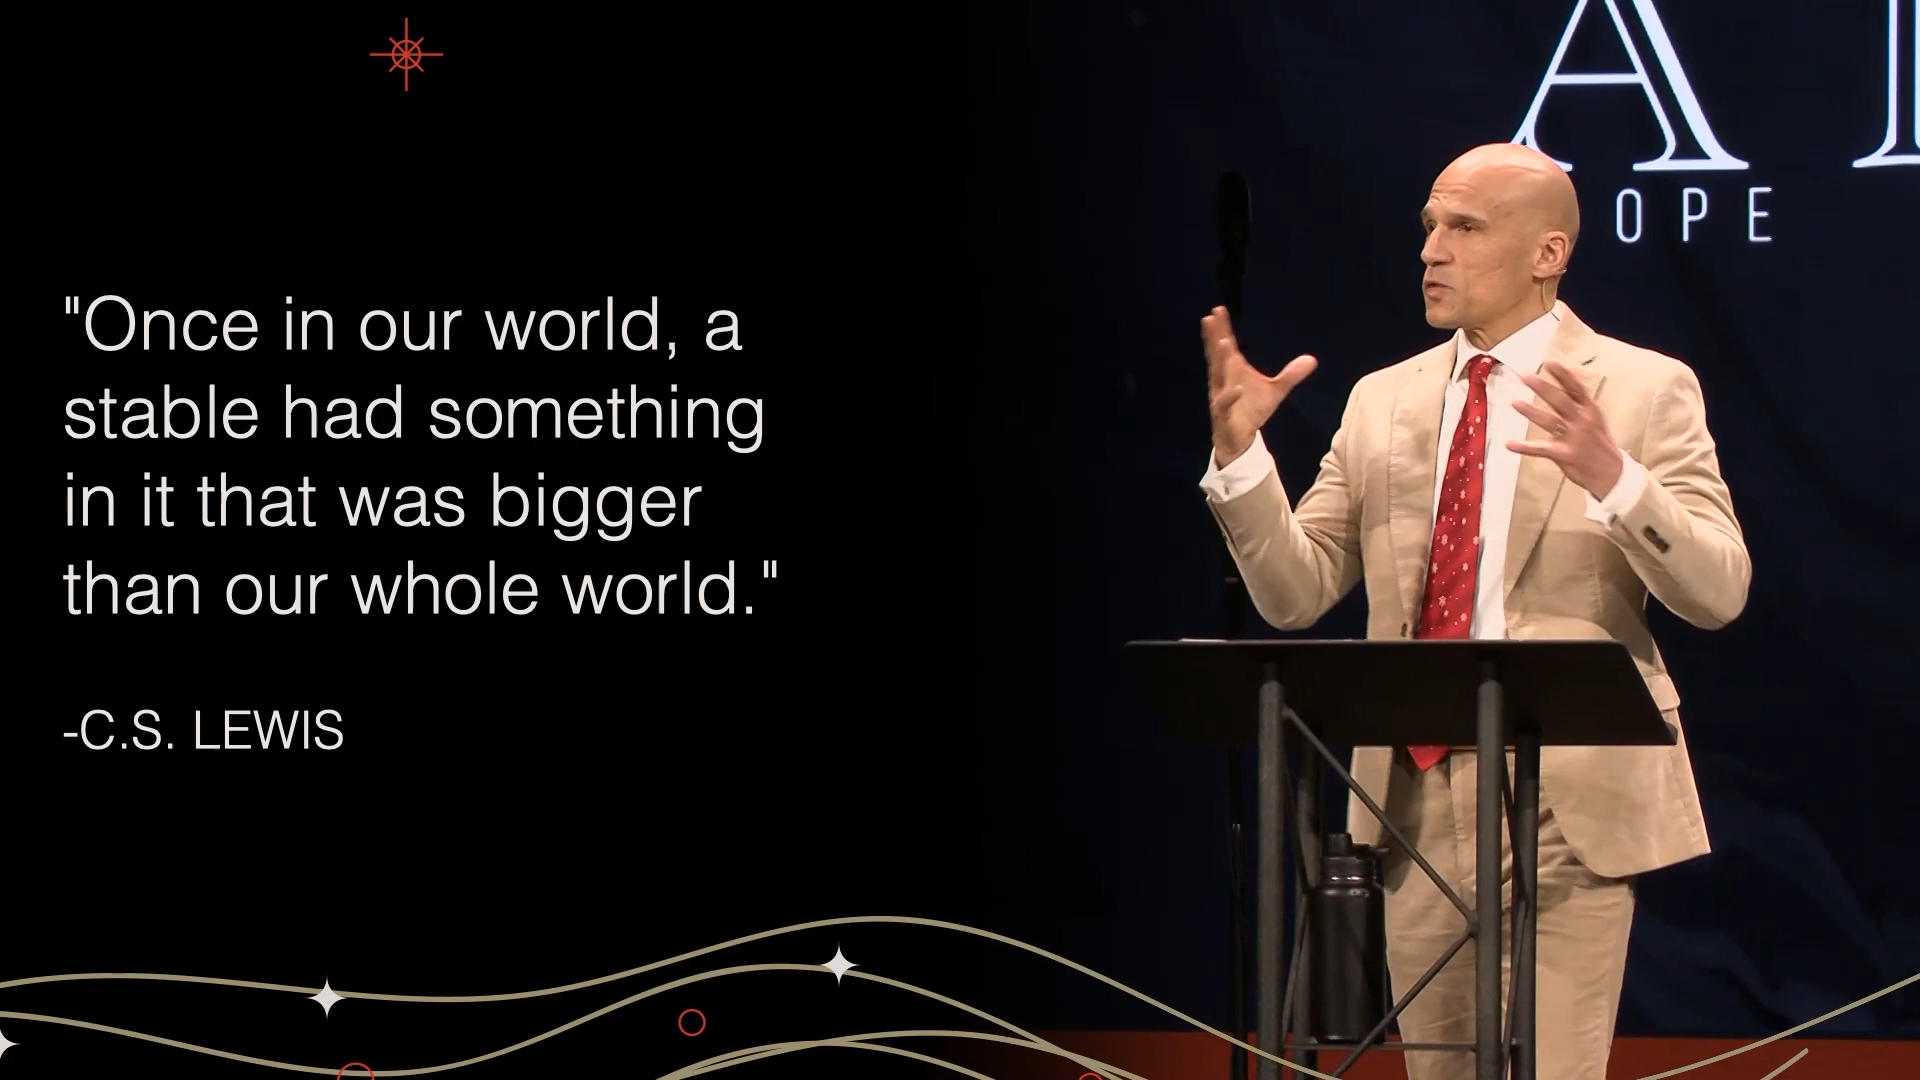 "Once in our world, a
stable had something
in it that was bigger
than our whole world."
-C.S. LEWIS
A
OPE